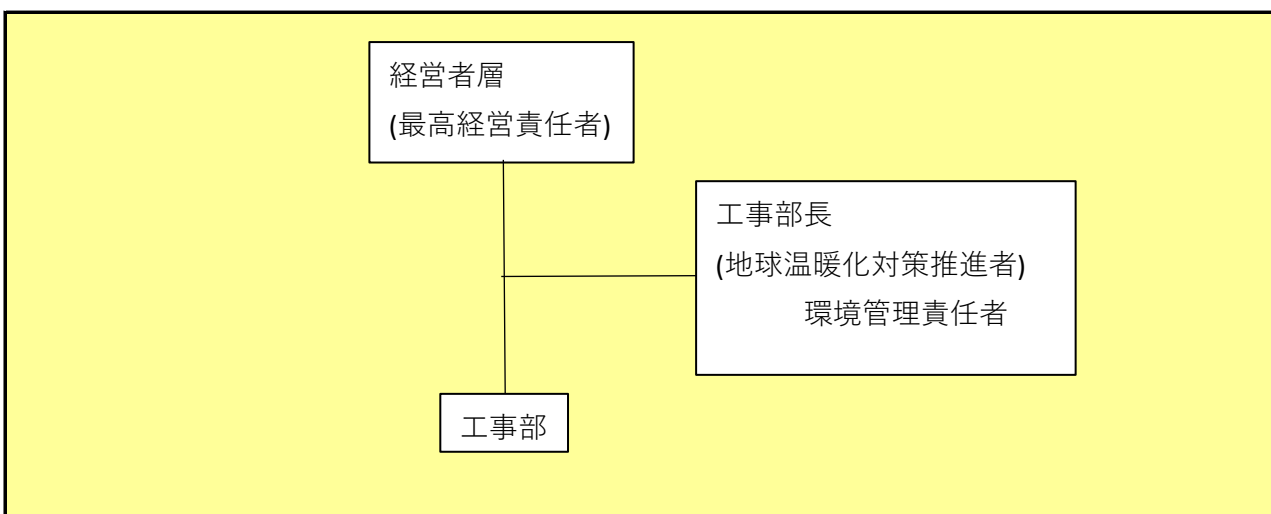 経営者層
(最高経営責任者)
工事部長
(地球温暖化対策推進者)
環境管理責任者
工事部